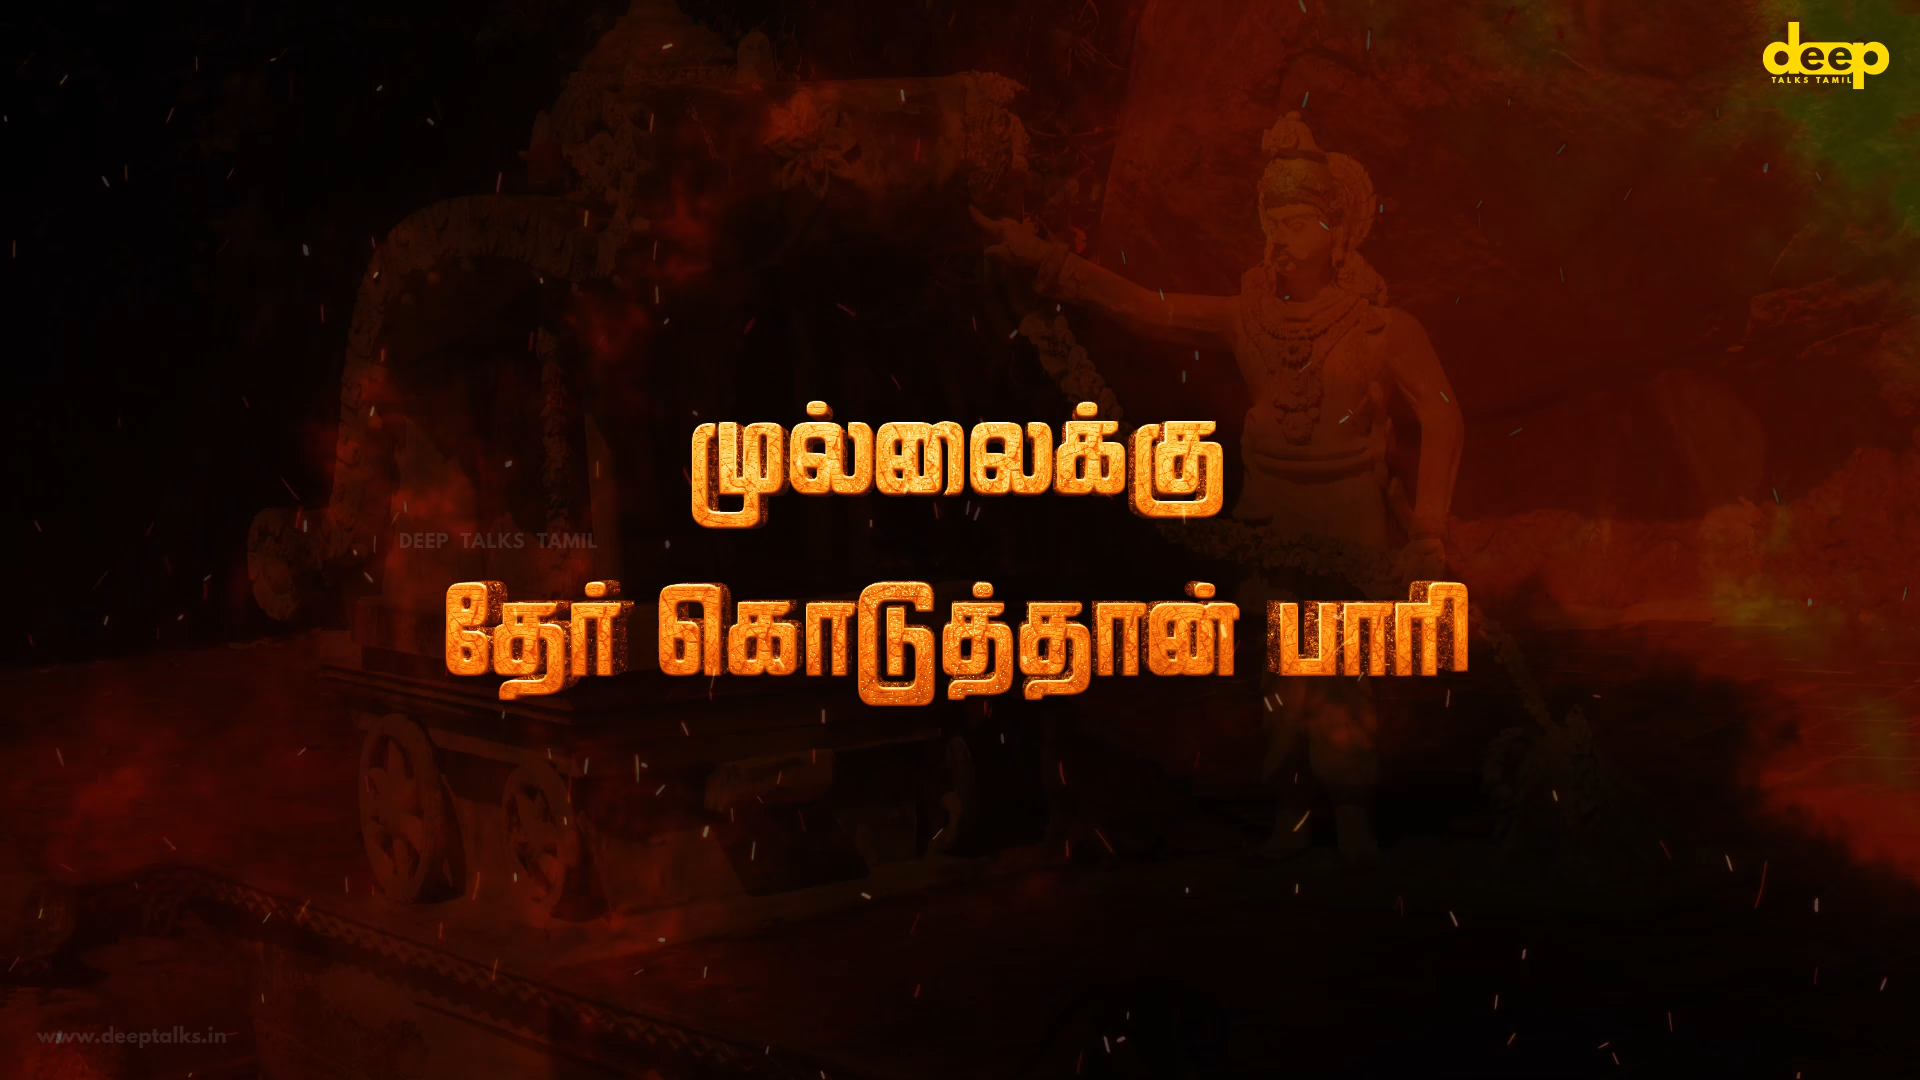 deep
TALKS TAMIL
முல்லைக்கு
DEEP TALKS TAMIL
தேர் கொடுத்தான் பாரி
www.deeptalks.in